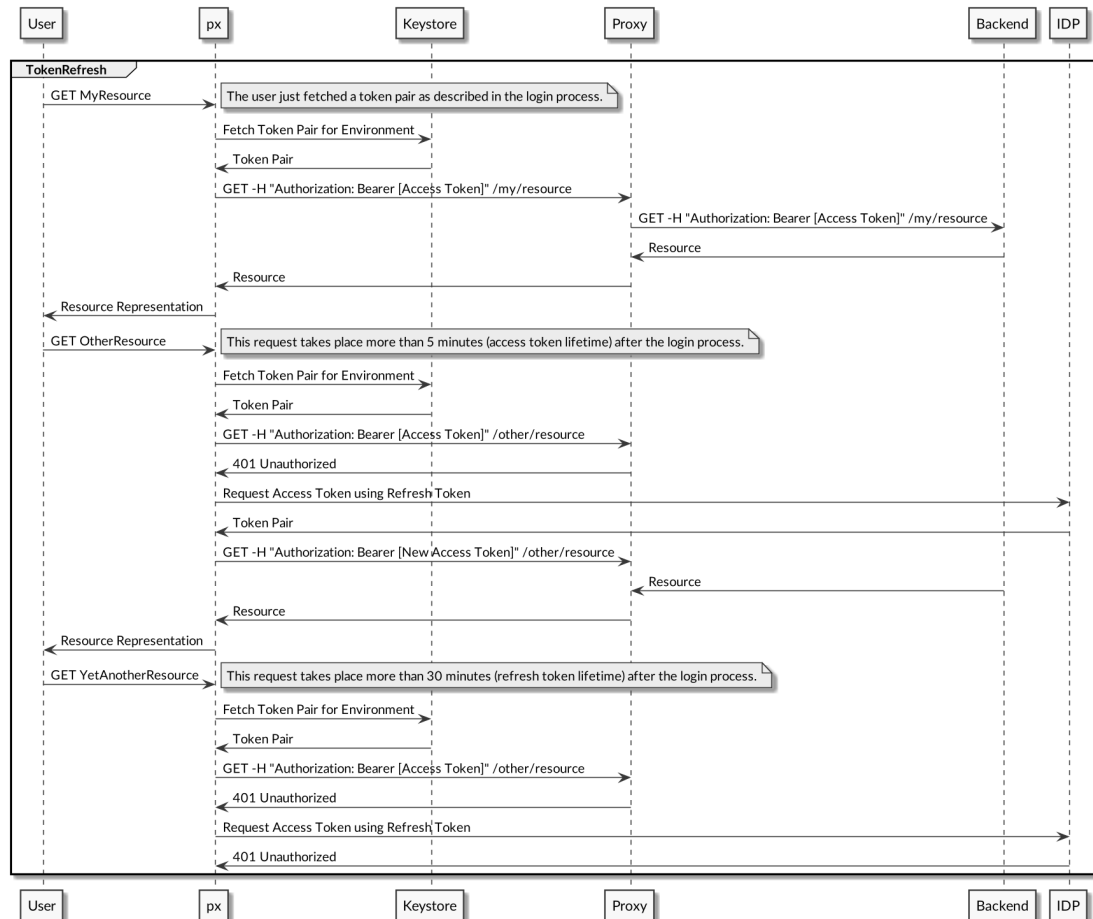 User px Keystore Proxy Backend IDP
TokenRefresh
GET MyResource
The user just fetched a token pair as described in the login process.
Fetch Token Pair for Environment
Token Pair
GET -H "Authorization: Bearer [Access Token]" /my/resource
GET -H "Authorization: Bearer [Access Token]" /my/resource
Resource
Resource
Resource Representation
GET OtherResource
This request takes place more than 5 minutes (access token lifetime) after the login process.
Fetch Token Pair for Environment
Token Pair
GET -H "Authorization: Bearer [Access Token]" /other/resource
401 Unauthorized
Request Access Token using Refresh Token
Token Pair
GET -H "Authorization: Bearer [New Access Token]" /other/resource
Resource
Resource
Resource Representation
GET YetAnotherResource
This request takes place more than 30 minutes (refresh token lifetime) after the login process.
Fetch Token Pair for Environment
Token Pair
GET -H "Authorization: Bearer [Access Token]" /other/resource
401 Unauthorized
Request Access Token using Refresh Token
401 Unauthorized
User px Keystore Proxy Backend IDP